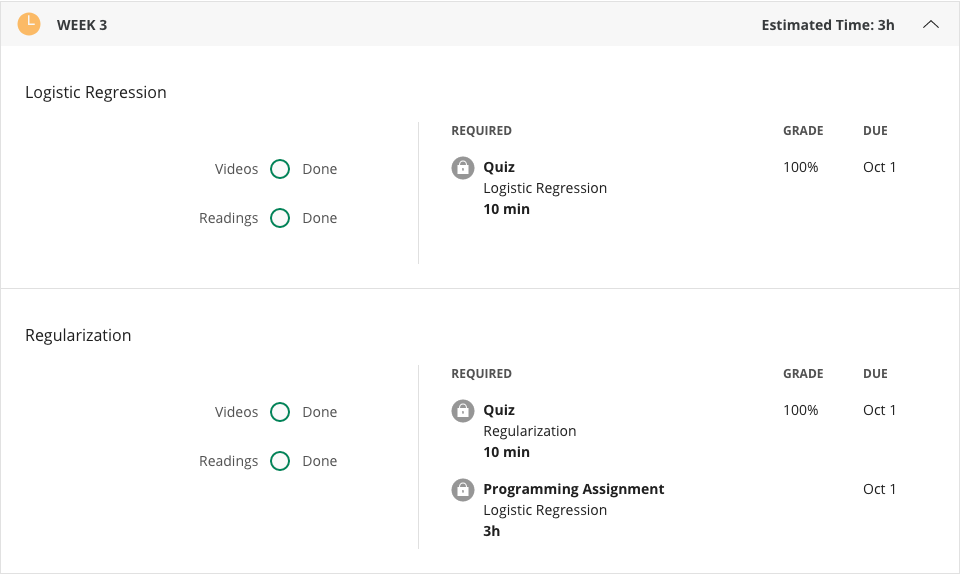 WEEK 3 Estimated Time: 3h
Logistic Regression
REQUIRED GRADE DUE
Videos Done
Quiz 100% Oct 1
Logistic Regression
10 min
Readings Done
Regularization
REQUIRED GRADE DUE
Videos Done
Quiz 100% Oct 1
Regularization
10 min
Readings Done
Programming Assignment Oct 1
Logistic Regression
3h